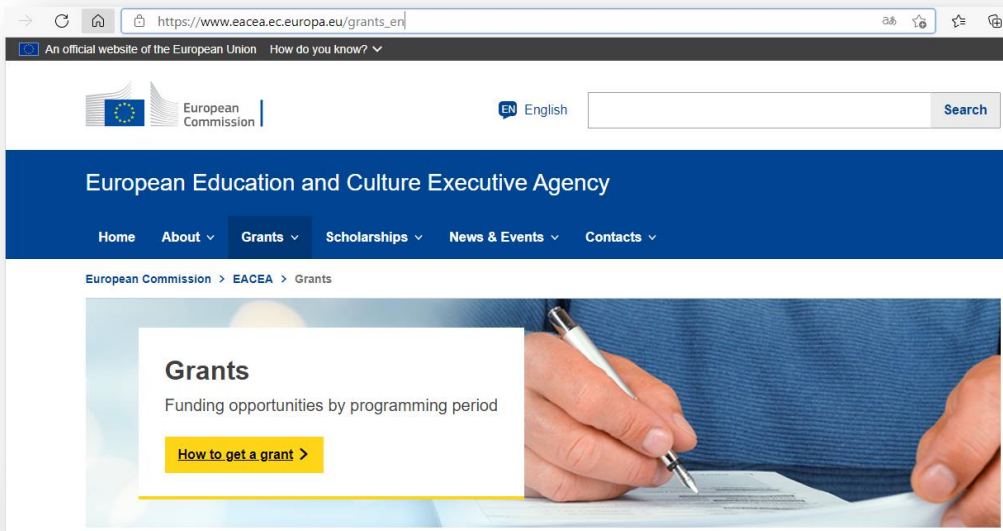 https://www.eacea.ec.europa.eu/grants_en
An official website of the European Union How do you know?
European
Commission
EN English
Search
European Education and Culture Executive Agency
Home About Grants Scholarships News & Events Contacts
European Commission > EACEA > Grants
Grants
Funding opportunities by programming period
How to get a grant >